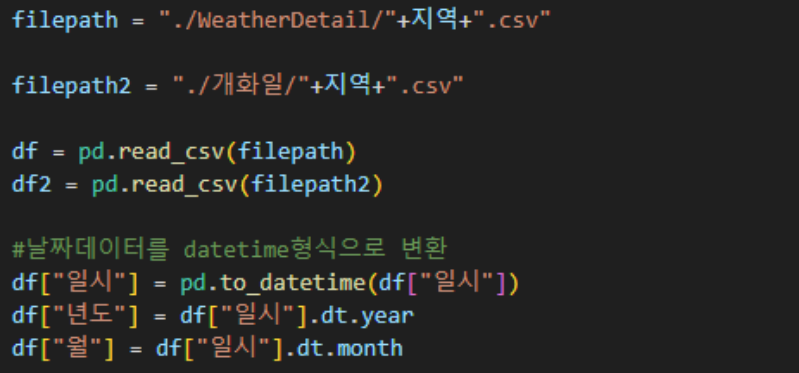 filepath = "./WeatherDetail/"+지역+".csv"
filepath2 = "./개화일/"+지역+".csv"
df = pd.read_csv(filepath)
df2 = pd.read_csv(filepath2)
#날짜데이터를 datetime형식으로 변환
df["일시"] = pd.to_datetime(df["일시"])
df["년도"] = df["일시"].dt.year
df["월"] = df["일시"].dt.month